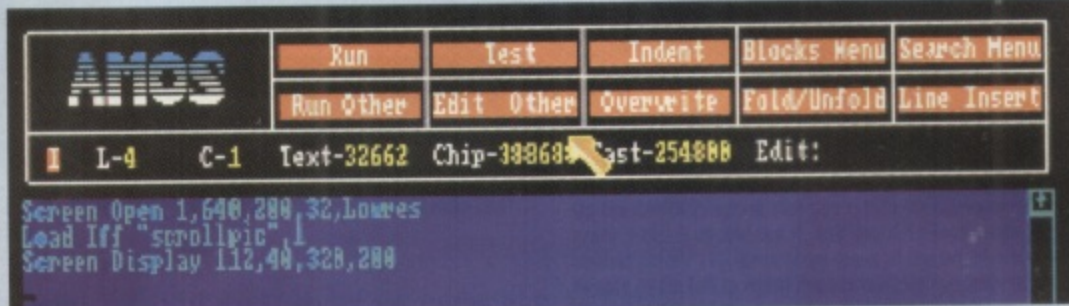 AMOS
Run Test Indent Blocks Menu Search Menu
Run Other Edit Other Overwrite Fold/Unfold Line Insert
I L-4 C-1 Text-32662 ast-254800 Edit:
Screen Open 1,640,200,32,Lowres
Load Iff "scrollpic",1
Screen Display 112,40,320,200